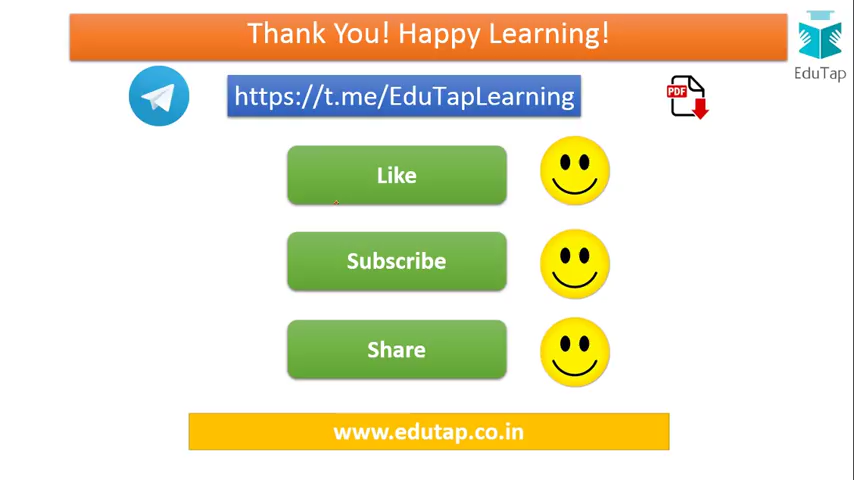 Thank You! Happy Learning!
EduTap
https://t.me/EduTapLearning
PDF
Like
Subscribe
Share
www.edutap.co.in